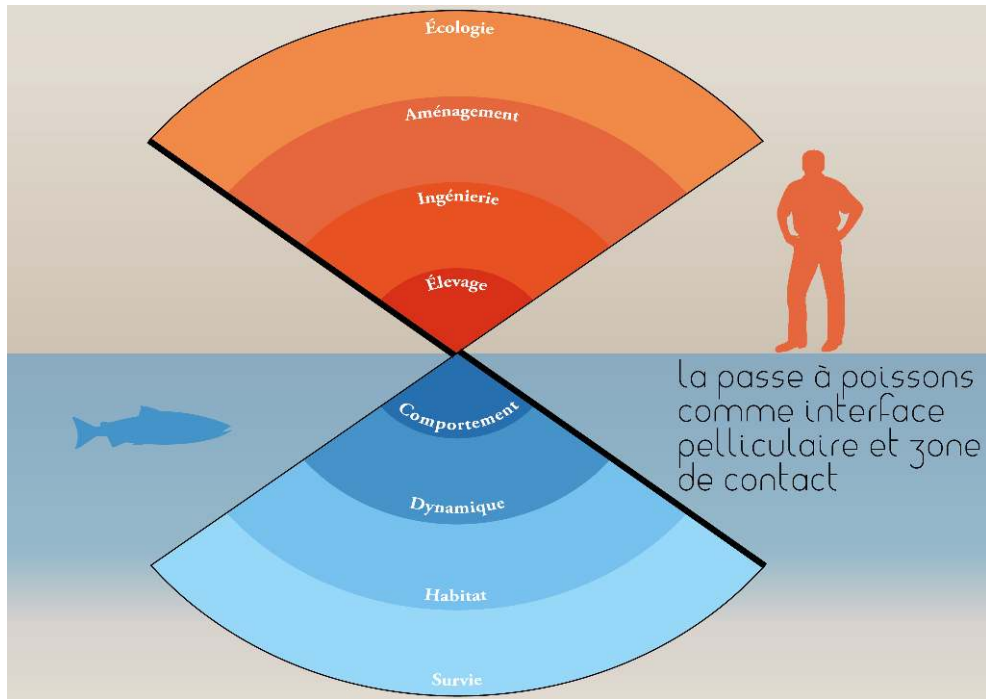 Écologie
Aménagement
Ingénierie
Élevage
Comportement
Dynamique
Habitat
Survie
la passe à poissons
comme interface
pelliculaire et zone
de contact